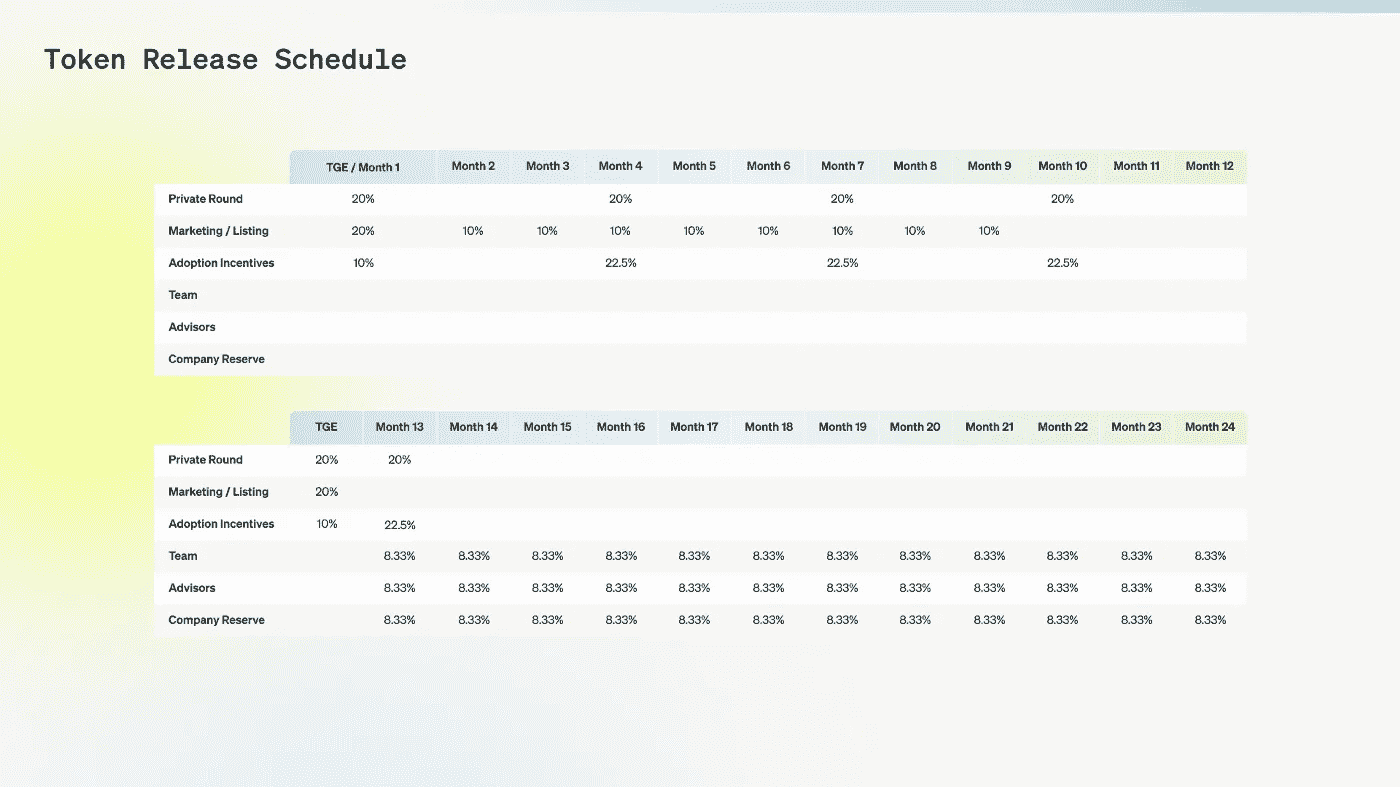 Token Release Schedule
TGE / Month 1 Month 2 Month 3 Month 4 Month 5 Month 6 Month 7 Month 8 Month 9 Month 10 Month 11 Month 12
Private Round 20% 20% 20% 20%
Marketing / Listing 20% 10% 10% 10% 10% 10% 10% 10% 10%
Adoption Incentives 10% 22.5% 22.5% 22.5%
Team
Advisors
Company Reserve
TGE Month 13 Month 14 Month 15 Month 16 Month 17 Month 18 Month 19 Month 20 Month 21 Month 22 Month 23 Month 24
Private Round 20% 20%
Marketing / Listing 20%
Adoption Incentives 10% 22.5%
Team 8.33% 8.33% 8.33% 8.33% 8.33% 8.33% 8.33% 8.33% 8.33% 8.33% 8.33% 8.33%
Advisors 8.33% 8.33% 8.33% 8.33% 8.33% 8.33% 8.33% 8.33% 8.33% 8.33% 8.33% 8.33%
Company Reserve 8.33% 8.33% 8.33% 8.33% 8.33% 8.33% 8.33% 8.33% 8.33% 8.33% 8.33% 8.33%